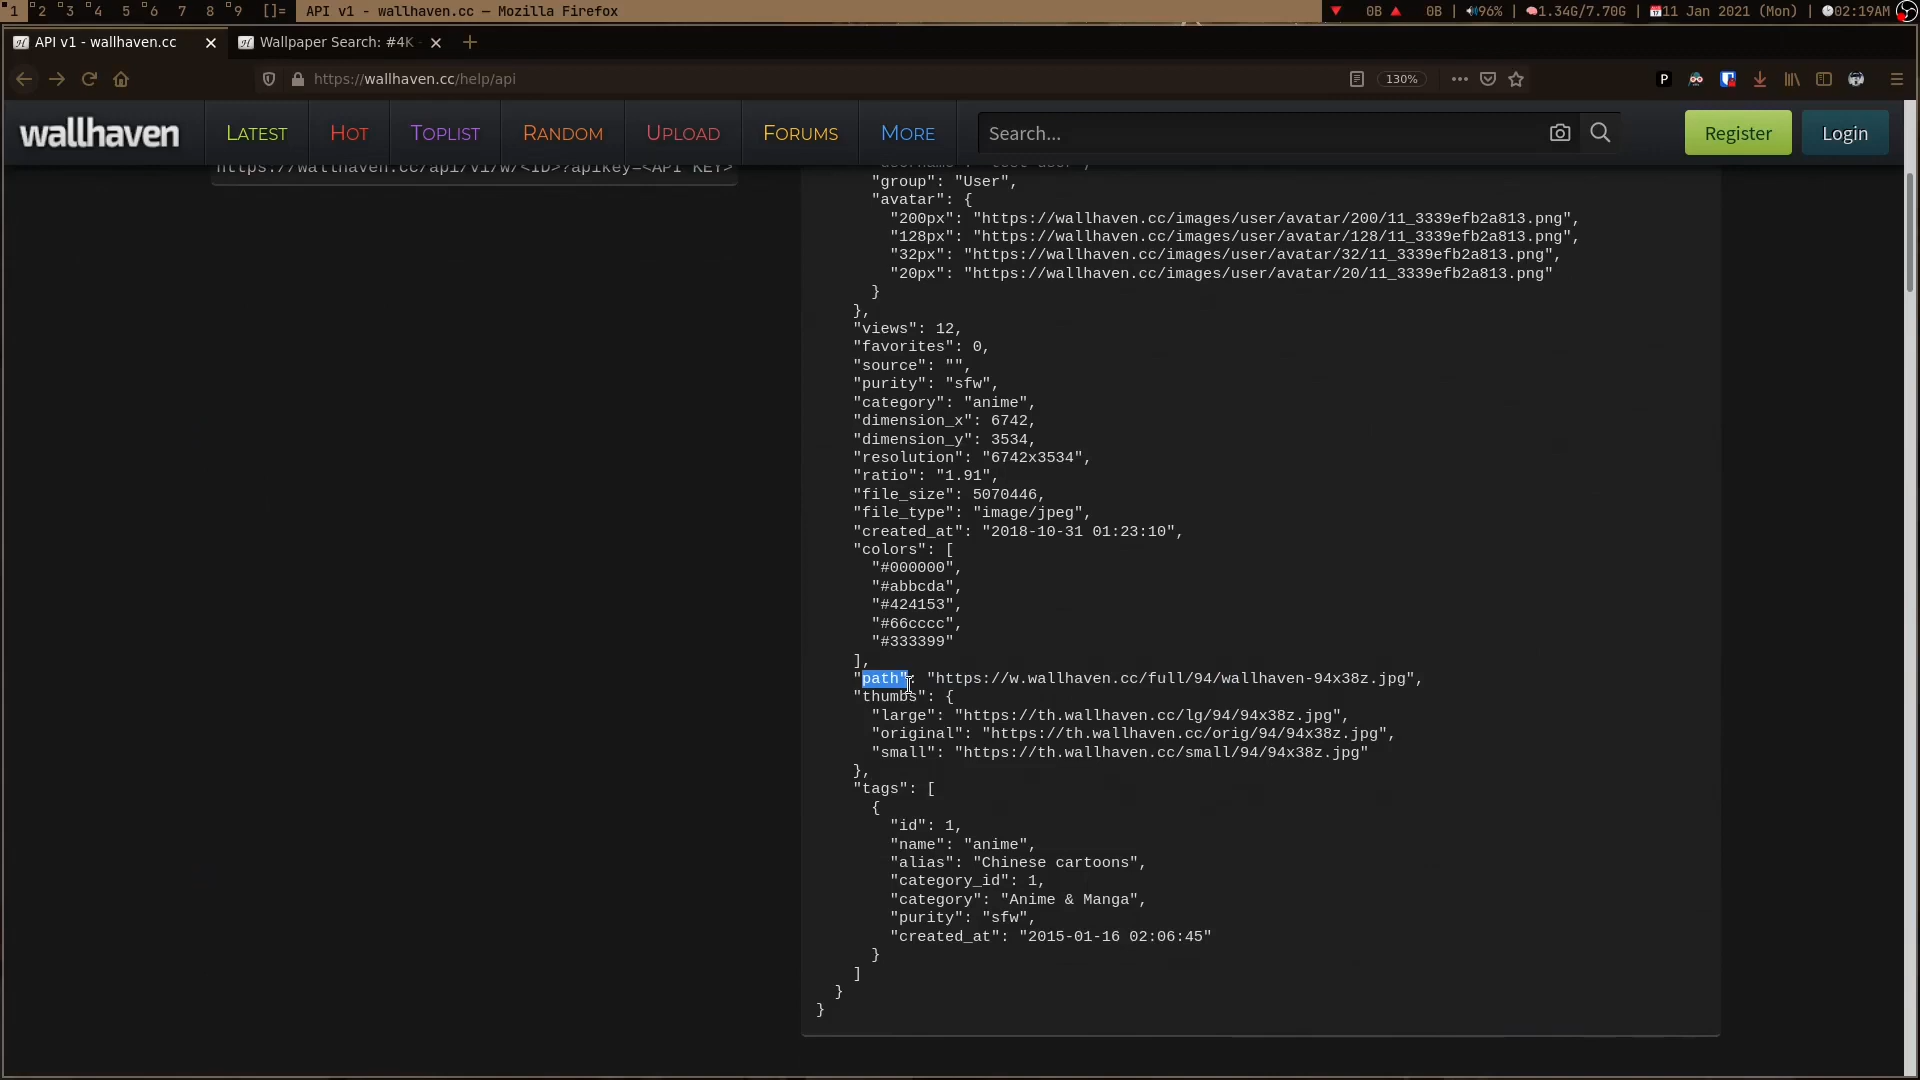 1 2 3 4 5 6 7 8 9 []= API v1 - wallhaven.cc — Mozilla Firefox 0B 0B 96% 1.34G/7.70G 11 Jan 2021 (Mon) 02:19AM
API v1 - wallhaven.cc Wallpaper Search: #4K
https://wallhaven.cc/help/api 130%
wallhaven LATEST HOT TOPLIST RANDOM UPLOAD FORUMS MORE Search... Register Login
https://wallhaven.cc/api/v1/w/<ID>?apikey=<API KEY>
"group": "User",
"avatar": {
"200px": "https://wallhaven.cc/images/user/avatar/200/11_3339efb2a813.png",
"128px": "https://wallhaven.cc/images/user/avatar/128/11_3339efb2a813.png",
"32px": "https://wallhaven.cc/images/user/avatar/32/11_3339efb2a813.png",
"20px": "https://wallhaven.cc/images/user/avatar/20/11_3339efb2a813.png"
}
},
"views": 12,
"favorites": 0,
"source": "",
"purity": "sfw",
"category": "anime",
"dimension_x": 6742,
"dimension_y": 3534,
"resolution": "6742x3534",
"ratio": "1.91",
"file_size": 5070446,
"file_type": "image/jpeg",
"created_at": "2018-10-31 01:23:10",
"colors": [
"#000000",
"#abbcda",
"#424153",
"#66cccc",
"#333399"
],
"path": "https://w.wallhaven.cc/full/94/wallhaven-94x38z.jpg",
"thumbs": {
"large": "https://th.wallhaven.cc/lg/94/94x38z.jpg",
"original": "https://th.wallhaven.cc/orig/94/94x38z.jpg",
"small": "https://th.wallhaven.cc/small/94/94x38z.jpg"
},
"tags": [
{
"id": 1,
"name": "anime",
"alias": "Chinese cartoons",
"category_id": 1,
"category": "Anime & Manga",
"purity": "sfw",
"created_at": "2015-01-16 02:06:45"
}
]
}
}